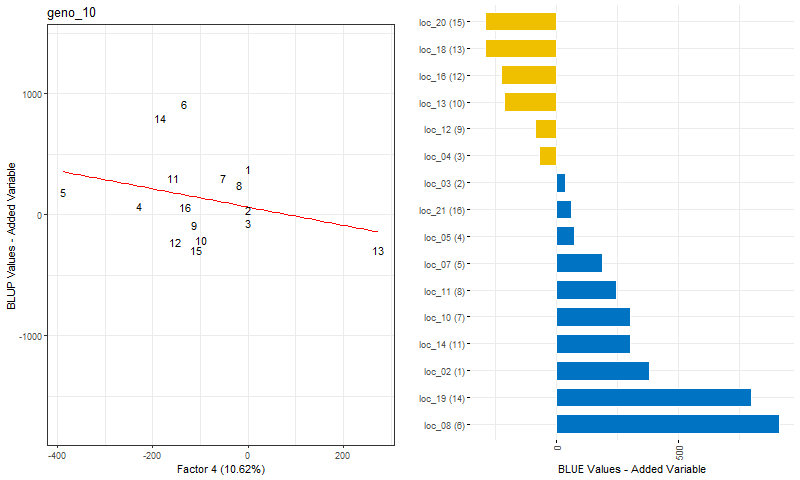 geno_10
BLUP Values - Added Variable
1000
0
-1000
6
14
1
11
7
8
5
4
16
2
3
9
10
12
15
13
-400
-200
0
200
Factor 4 (10.62%)
loc_20 (15)
loc_18 (13)
loc_16 (12)
loc_13 (10)
loc_12 (9)
loc_04 (3)
loc_03 (2)
loc_21 (16)
loc_05 (4)
loc_07 (5)
loc_11 (8)
loc_10 (7)
loc_14 (11)
loc_02 (1)
loc_19 (14)
loc_08 (6)
0
500
BLUE Values - Added Variable